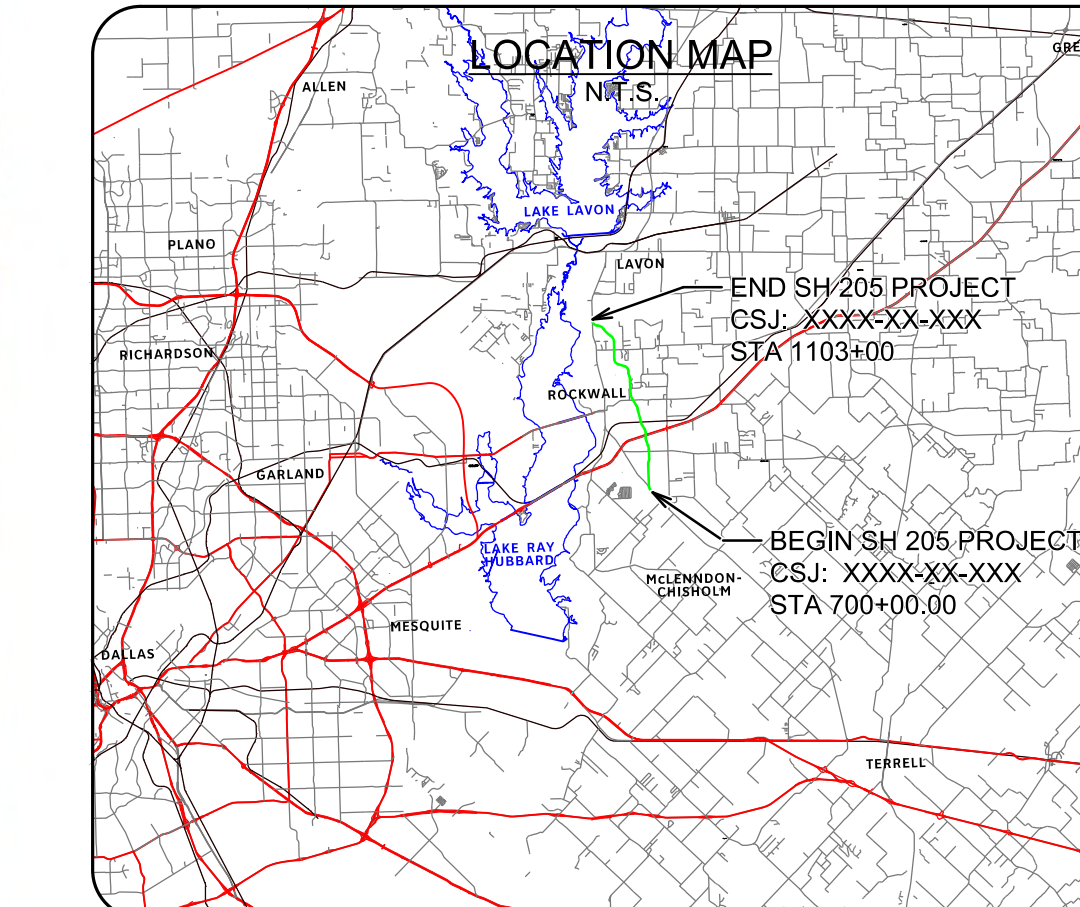 LOCATION MAP
N.T.S.
GRE
ALLEN
LAKE LAVON
PLANO
LAVON
END SH 205 PROJECT
CSJ: XXXX-XX-XXX
STA 1103+00
RICHARDSON
ROCKWALL
GARLAND
BEGIN SH 205 PROJECT
CSJ: XXXX-XX-XXX
STA 700+00.00
LAKE RAY
HUBBARD
McLENNDON-
CHISHOLM
MESQUITE
DALLAS
TERRELL